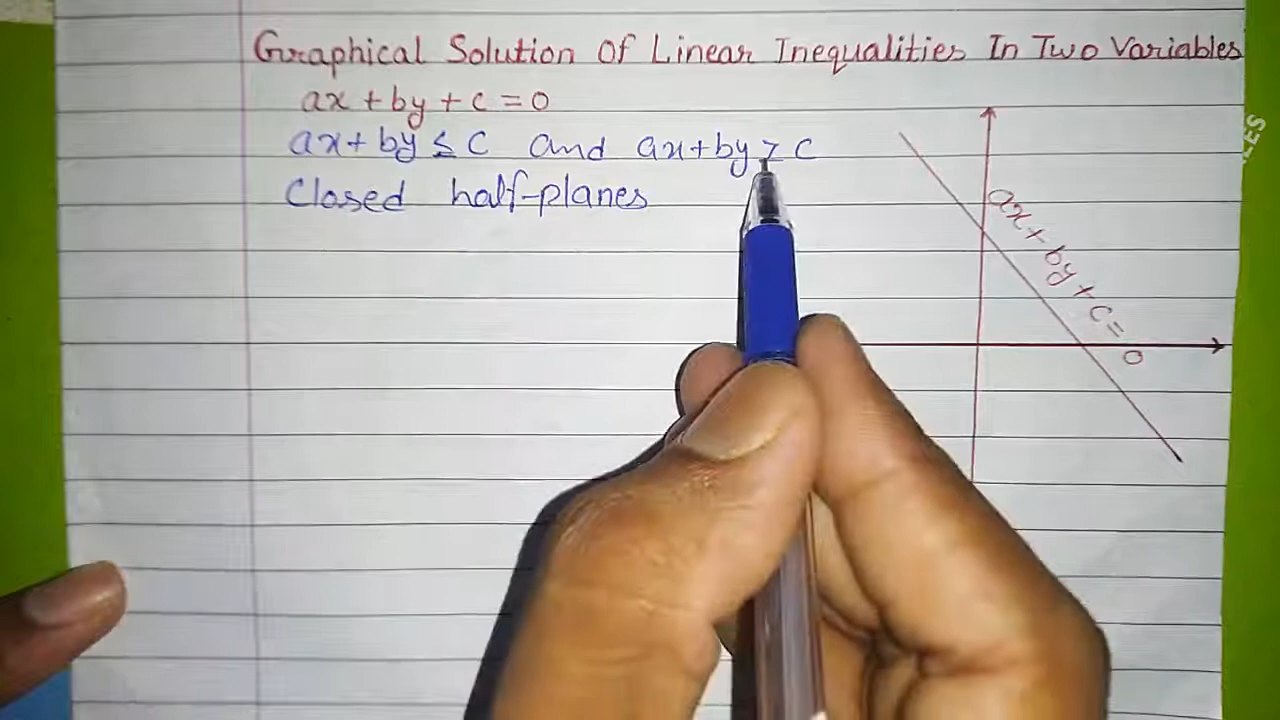 Graphical Solution Of Linear Inequalities In Two Variables
ax + by + c = 0
ax + by ≤ c and ax + by ≥ c
Closed half-planes
ax + by + c = 0